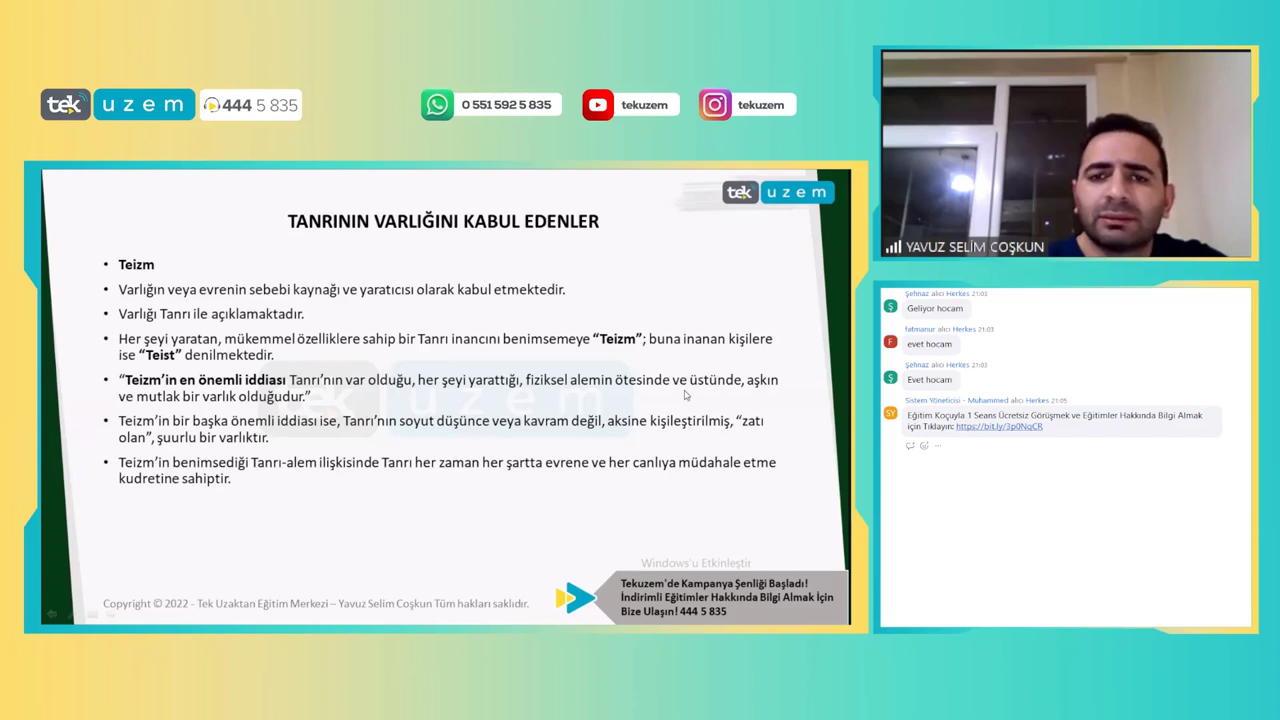 tek uzem 444 5 835
0 551 592 5 835
tekuzem
tekuzem
YAVUZ SELİM COŞKUN
tek uzem
TANRININ VARLIĞINI KABUL EDENLER
• Teizm
• Varlığın veya evrenin sebebi kaynağı ve yaratıcısı olarak kabul etmektedir.
• Varlığı Tanrı ile açıklamaktadır.
• Her şeyi yaratan, mükemmel özelliklere sahip bir Tanrı inancını benimsemeye “Teizm”; buna inanan kişilere
ise “Teist” denilmektedir.
• “Teizm’in en önemli iddiası Tanrı’nın var olduğu, her şeyi yarattığı, fiziksel alemin ötesinde ve üstünde, aşkın
ve mutlak bir varlık olduğudur.”
• Teizm’in bir başka önemli iddiası ise, Tanrı’nın soyut düşünce veya kavram değil, aksine kişileştirilmiş, “zatı
olan”, şuurlu bir varlıktır.
• Teizm’in benimsediği Tanrı-alem ilişkisinde Tanrı her zaman her şartta evrene ve her canlıya müdahale etme
kudretine sahiptir.
tek uzem
Windows'u Etkinleştir
Copyright © 2022 - Tek Uzaktan Eğitim Merkezi – Yavuz Selim Coşkun Tüm hakları saklıdır.
Tekuzem'de Kampanya Şenliği Başladı!
İndirimli Eğitimler Hakkında Bilgi Almak İçin
Bize Ulaşın! 444 5 835
Şehnaz alıcı Herkes 21:03
Ş Geliyor hocam
fatmanur alıcı Herkes 21:03
F evet hocam
Şehnaz alıcı Herkes 21:03
Ş Evet hocam
Sistem Yöneticisi - Muhammed alıcı Herkes 21:05
SY Eğitim Koçuyla 1 Seans Ücretsiz Görüşmek ve Eğitimler Hakkında Bilgi Almak
için Tıklayın: https://bit.ly/3p0NqCR